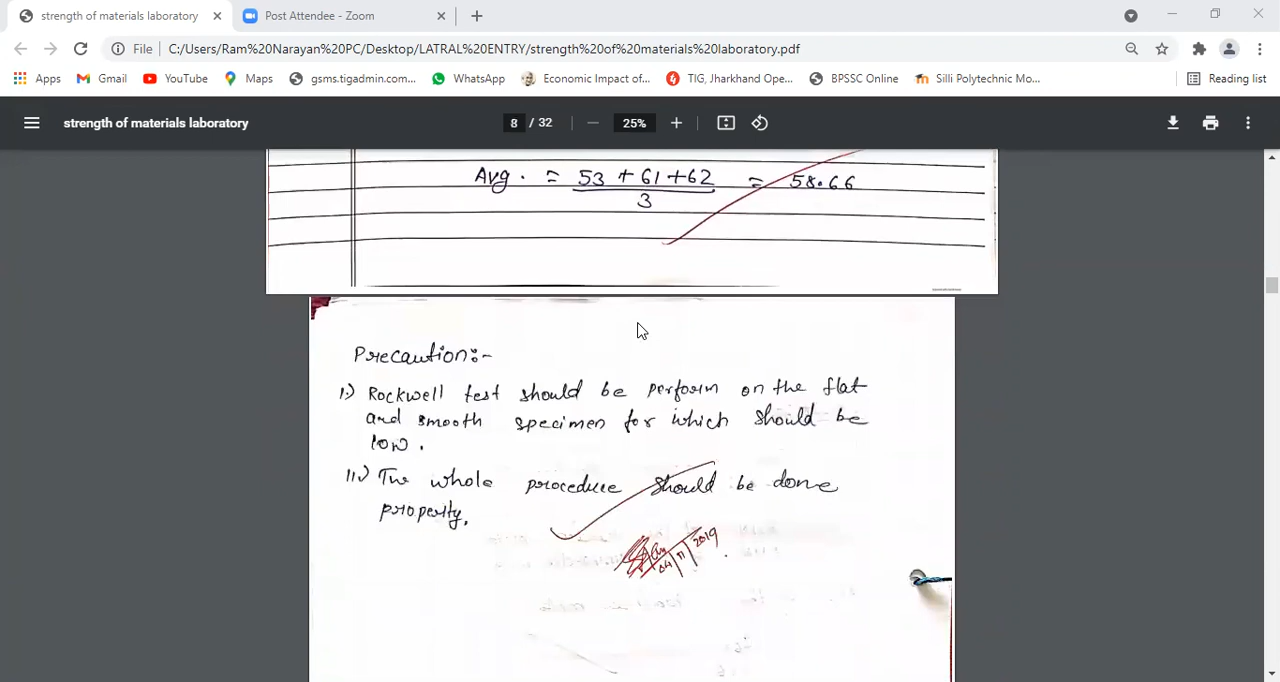 strength of materials laboratory
Post Attendee - Zoom
File
C:/Users/Ram%20Narayan%20PC/Desktop/LATRAL%20ENTRY/strength%20of%20materials%20laboratory.pdf
Apps Gmail YouTube Maps gsms.tigadmin.com... WhatsApp Economic Impact of... TIG, Jharkhand Ope... BPSSC Online Silli Polytechnic Mo... Reading list
strength of materials laboratory 8 / 32 25%
Avg. = 53 + 61 + 62 = 58.66
3
Precaution:-
I.) Rockwell test should be perform on the flat
and smooth specimen for which should be
low.
II.) The whole procedure should be done
property.
04/11/2019